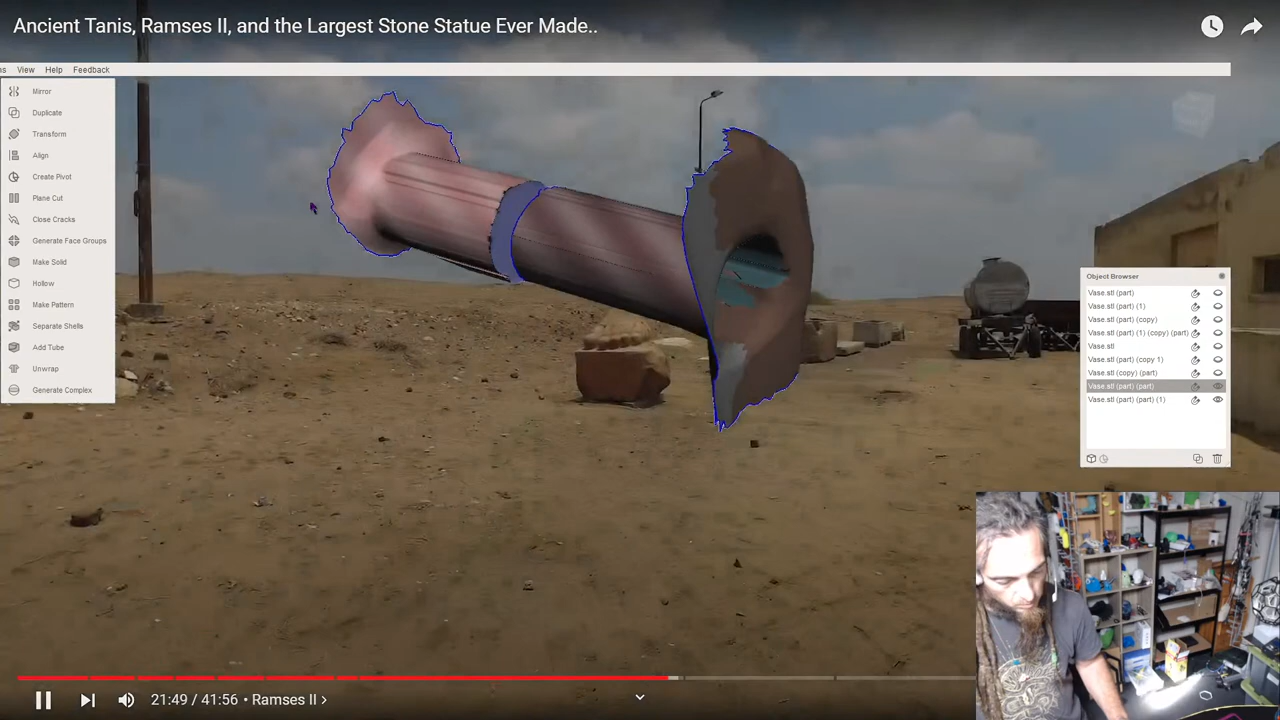 Ancient Tanis, Ramses II, and the Largest Stone Statue Ever Made..
View Help Feedback
Mirror
Duplicate
Transform
Align
Create Pivot
Plane Cut
Close Cracks
Generate Face Groups
Make Solid
Hollow
Make Pattern
Separate Shells
Add Tube
Unwrap
Generate Complex
Object Browser
Vase.stl (part)
Vase.stl (part) (1)
Vase.stl (part) (copy)
Vase.stl (part) (1) (copy) (part)
Vase.stl
Vase.stl (part) (copy 1)
Vase.stl (copy) (part)
Vase.stl (part) (part)
Vase.stl (part) (part) (1)
21:49 / 41:56 • Ramses II >